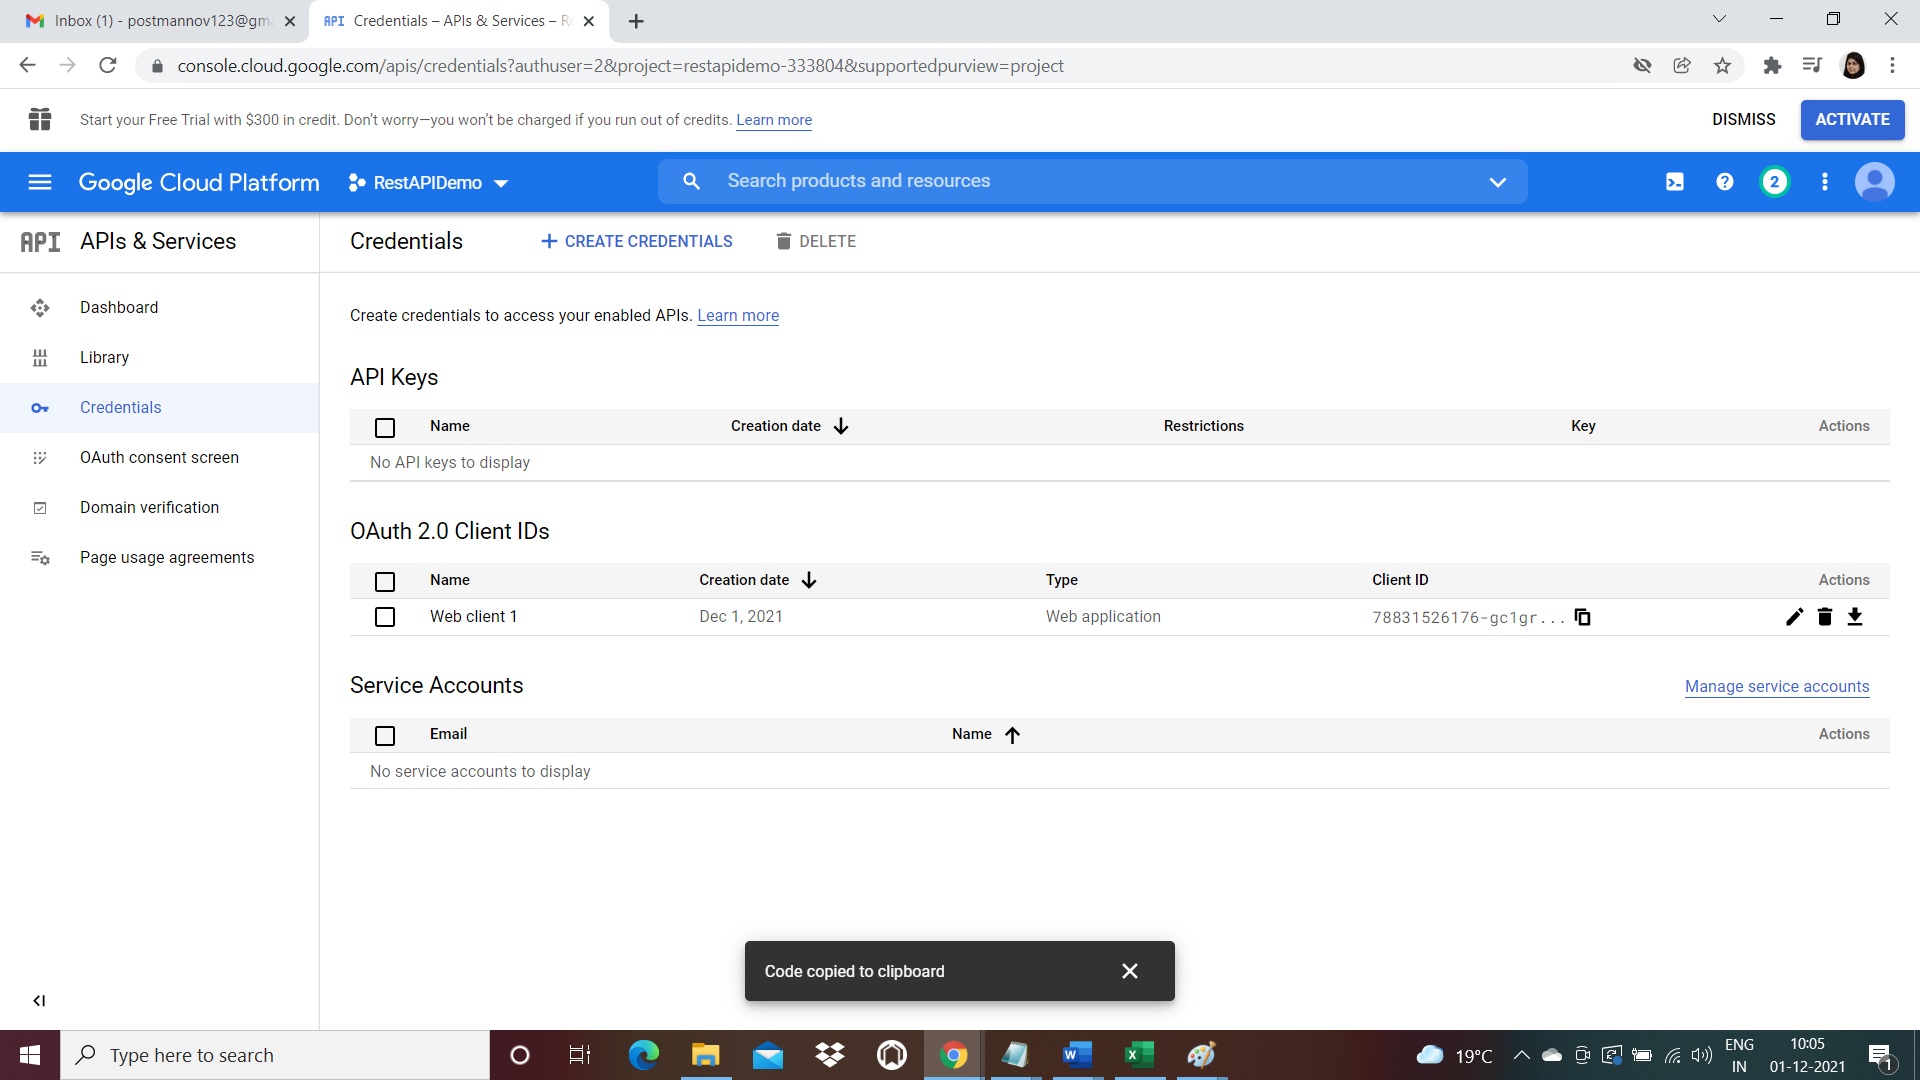 Inbox (1) - postmannov123@gm
Credentials – APIs & Services – R
console.cloud.google.com/apis/credentials?authuser=2&project=restapidemo-333804&supportedpurview=project
Start your Free Trial with $300 in credit. Don't worry—you won't be charged if you run out of credits. Learn more
DISMISS
ACTIVATE
Google Cloud Platform
RestAPIDemo
Search products and resources
2
API APIs & Services
Credentials
CREATE CREDENTIALS
DELETE
Dashboard
Library
Credentials
OAuth consent screen
Domain verification
Page usage agreements
Create credentials to access your enabled APIs. Learn more
API Keys
Name Creation date Restrictions Key Actions
No API keys to display
OAuth 2.0 Client IDs
Name Creation date Type Client ID Actions
Web client 1 Dec 1, 2021 Web application 78831526176-gc1gr...
Service Accounts
Manage service accounts
Email Name Actions
No service accounts to display
Code copied to clipboard
Type here to search
19°C
ENG
IN
10:05
01-12-2021
1